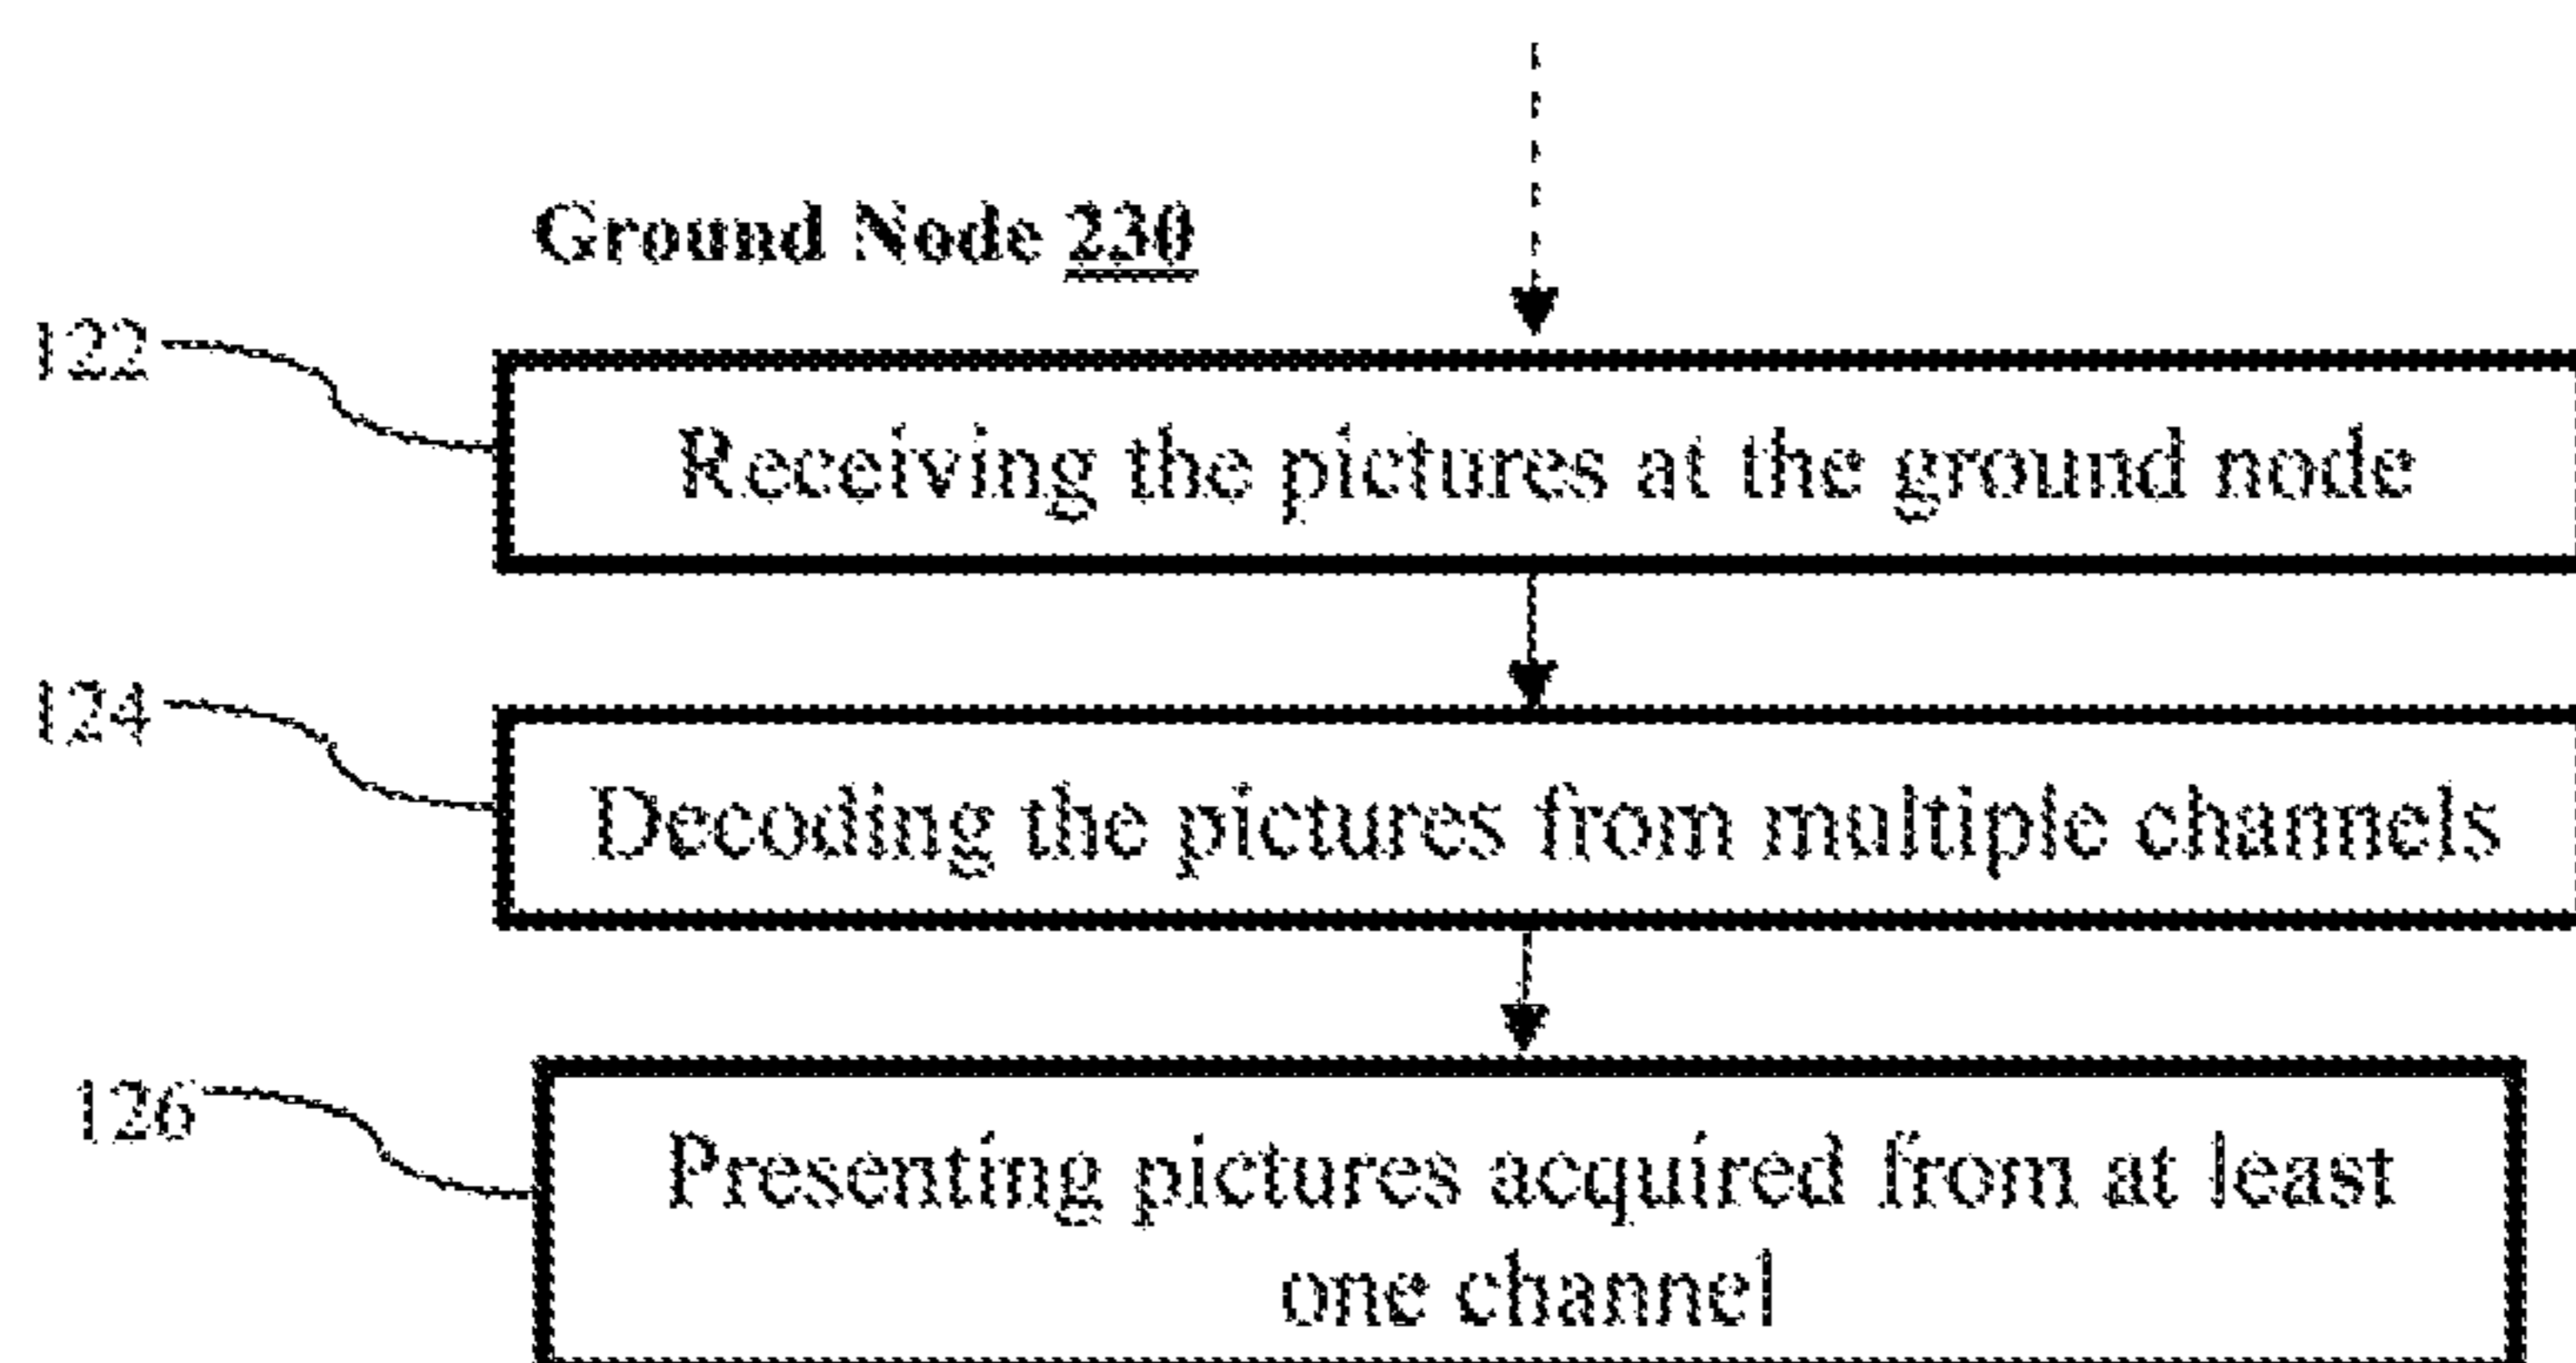 Ground Node 230
122
Receiving the pictures at the ground node
124
Decoding the pictures from multiple channels
126
Presenting pictures acquired from at least
one channel